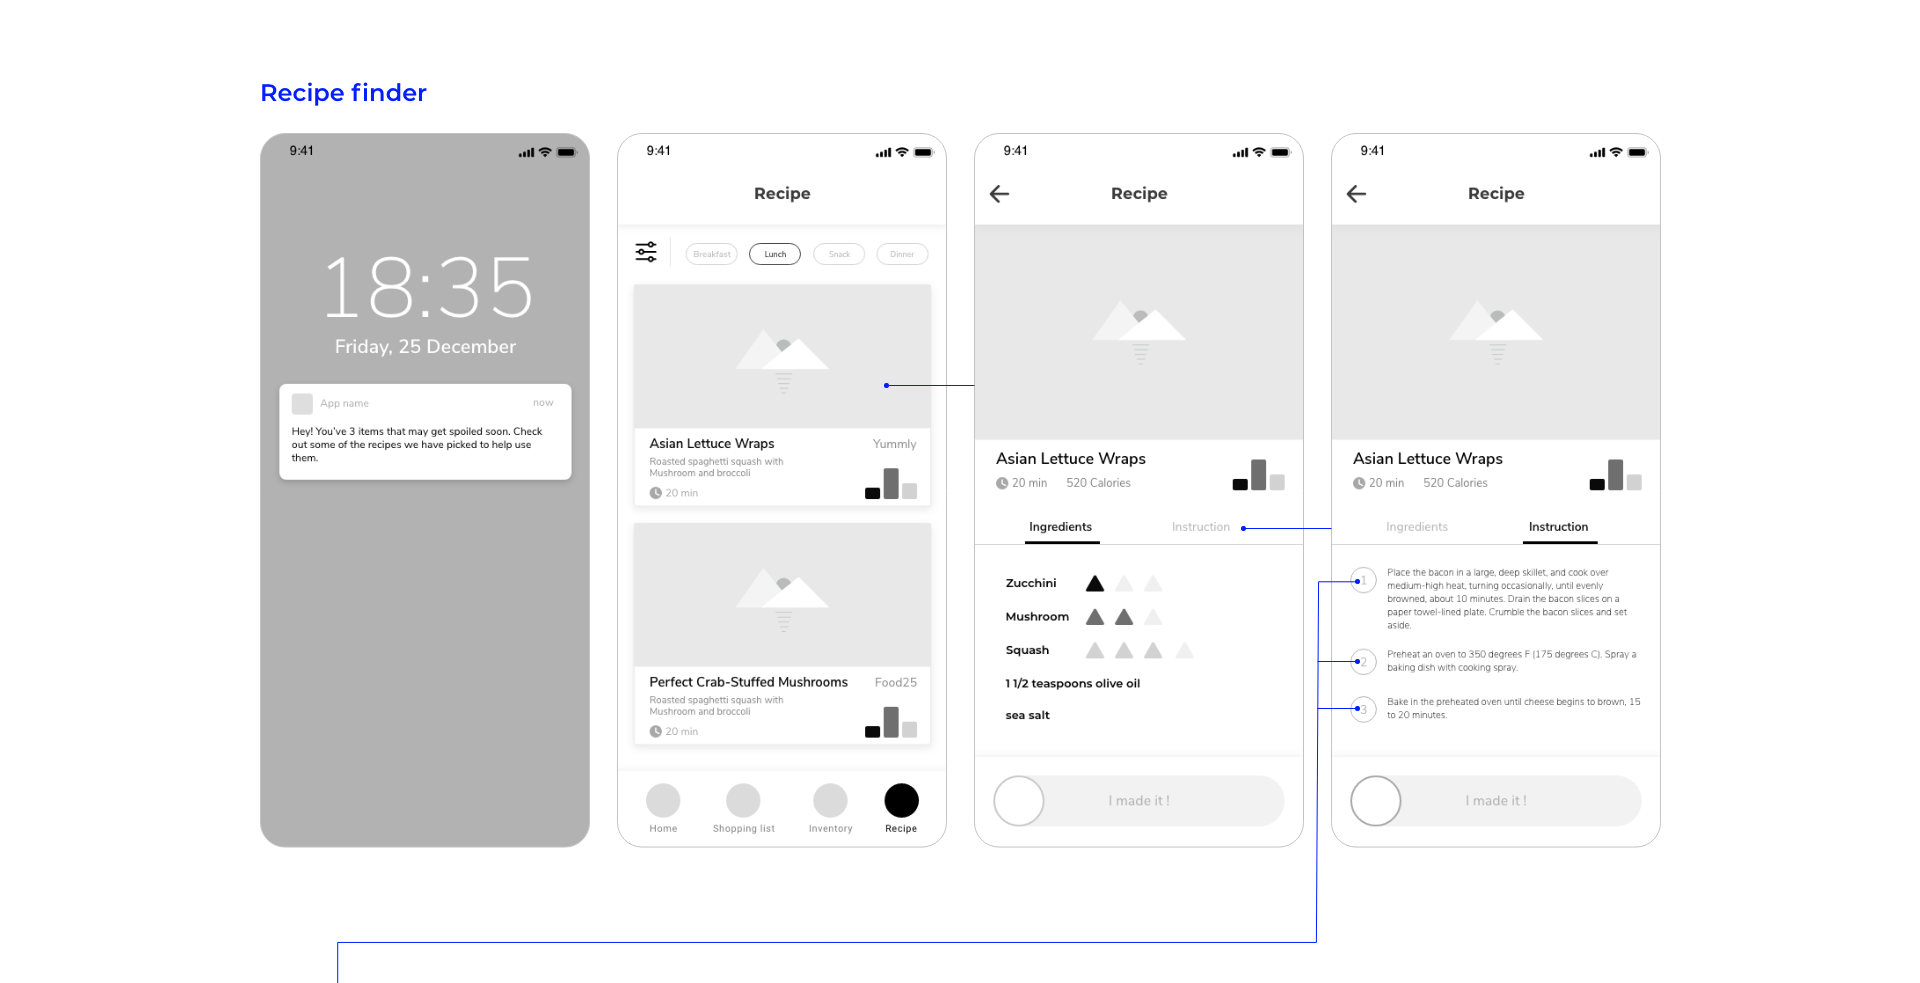 Recipe finder
9:41
18:35
Friday, 25 December
App name
now
Hey! You've 3 items that may get spoiled soon. Check
out some of the recipes we have picked to help use
them.
9:41
Recipe
Breakfast
Lunch
Snack
Dinner
Asian Lettuce Wraps
Yummly
Roasted spaghetti squash with
Mushroom and broccoli
20 min
Perfect Crab-Stuffed Mushrooms
Food25
Roasted spaghetti squash with
Mushroom and broccoli
20 min
Home
Shopping list
Inventory
Recipe
9:41
Recipe
Asian Lettuce Wraps
20 min
520 Calories
Ingredients
Instruction
Zucchini
Mushroom
Squash
1 1/2 teaspoons olive oil
sea salt
I made it !
9:41
Recipe
Asian Lettuce Wraps
20 min
520 Calories
Ingredients
Instruction
1
Place the bacon in a large, deep skillet, and cook over
medium-high heat, turning occasionally, until evenly
browned, about 10 minutes. Drain the bacon slices on a
paper towel-lined plate. Crumble the bacon slices and set
aside.
2
Preheat an oven to 350 degrees F (175 degrees C). Spray a
baking dish with cooking spray.
3
Bake in the preheated oven until cheese begins to brown, 15
to 20 minutes.
I made it !